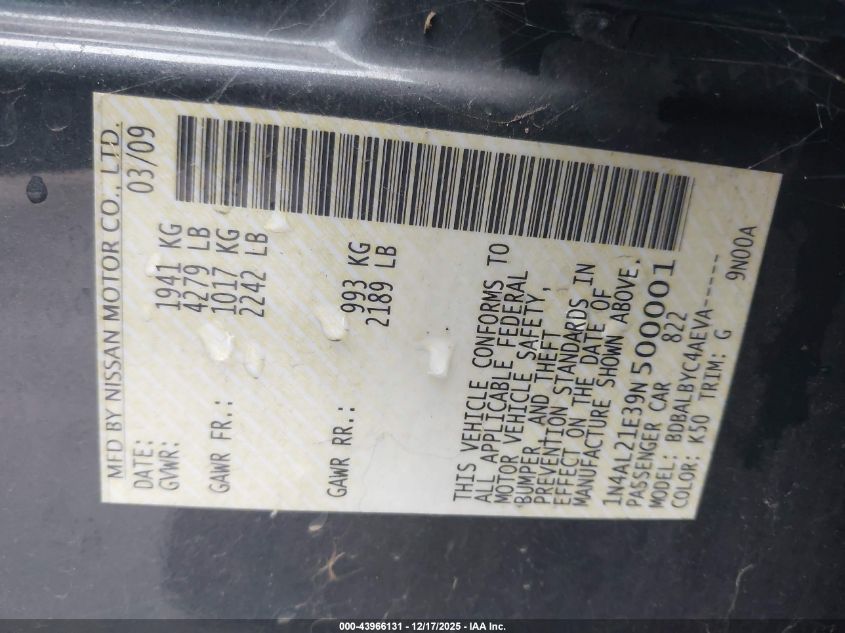 MFD BY NISSAN MOTOR CO., LTD.
DATE: 03/09
GVWR: 1941 KG
4279 LB
GAWR FR.: 1017 KG
2242 LB
GAWR RR.: 993 KG
2189 LB
THIS VEHICLE CONFORMS TO
ALL APPLICABLE FEDERAL
MOTOR VEHICLE SAFETY,
BUMPER, AND THEFT
PREVENTION STANDARDS IN
EFFECT ON THE DATE OF
MANUFACTURE SHOWN ABOVE.
1N4AL21E39N500001
PASSENGER CAR 822
MODEL: BDBALBYC4AEVA-----
COLOR: K50 TRIM: G
9N00A
000-43966131 - 12/17/2025 - IAA Inc.